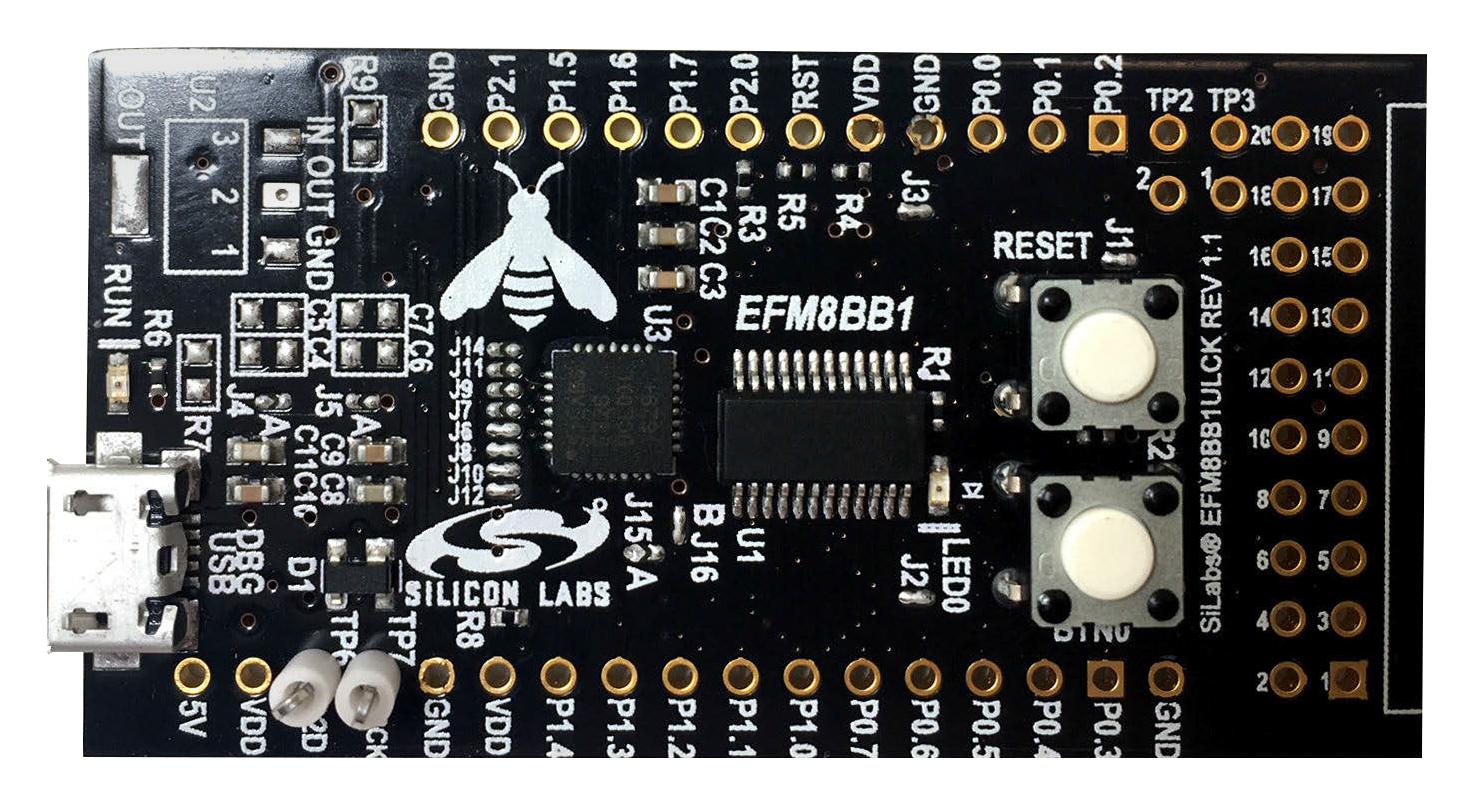 GND
P2.1
P1.5
P1.6
P1.7
P2.0
RST
VDD
GND
P0.0
P0.1
P0.2
TP2 TP3
20 19
2 1
18 17
16 15
14 13
12 11
10 9
8 7
6 5
4 3
2 1
U2
OUT
3
2
1
IN OUT GND
R9
RUN
R6
R7
C5 C4
C7 C6
J4
A
J5
A
C11 C10
C9 C8
J14
J11
J9
J7
J6
J8
J10
J12
U3
C1 C2 C3
R3
R5
R4
J3
RESET
J1
EFM8BB1
R1
R2
U1
LED0
J2
BTN0
J15
A
B
J16
SILICON LABS
R8
D1
DBG
USB
TP6
TP7
5V
VDD
GND
VDD
P1.4
P1.3
P1.2
P1.1
P1.0
P0.7
P0.6
P0.5
P0.4
P0.3
GND
SiLabs® EFM8BB1ULCK REV 1.1